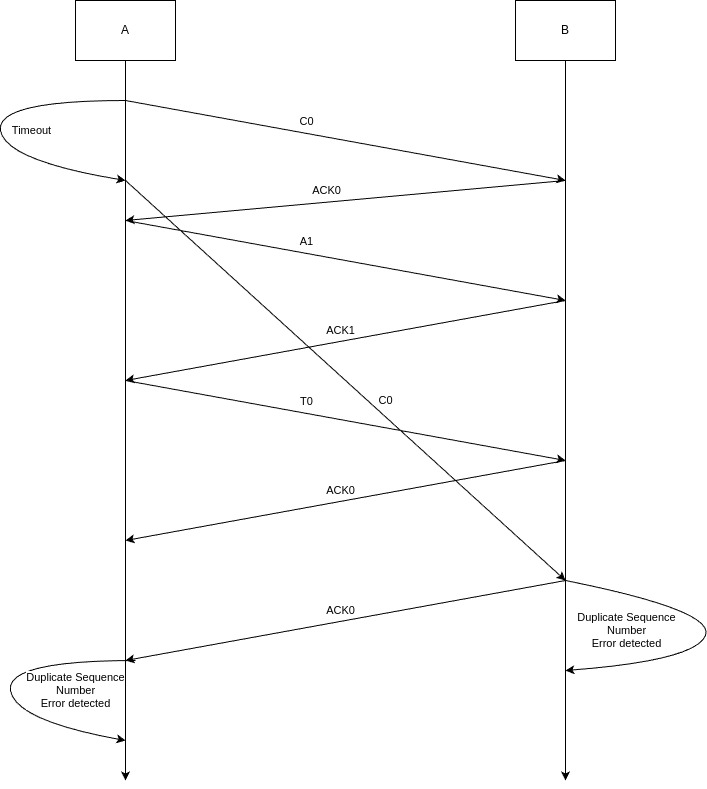 A
B
C0
Timeout
ACK0
A1
ACK1
T0
C0
ACK0
ACK0
Duplicate Sequence
Number
Error detected
Duplicate Sequence
Number
Error detected